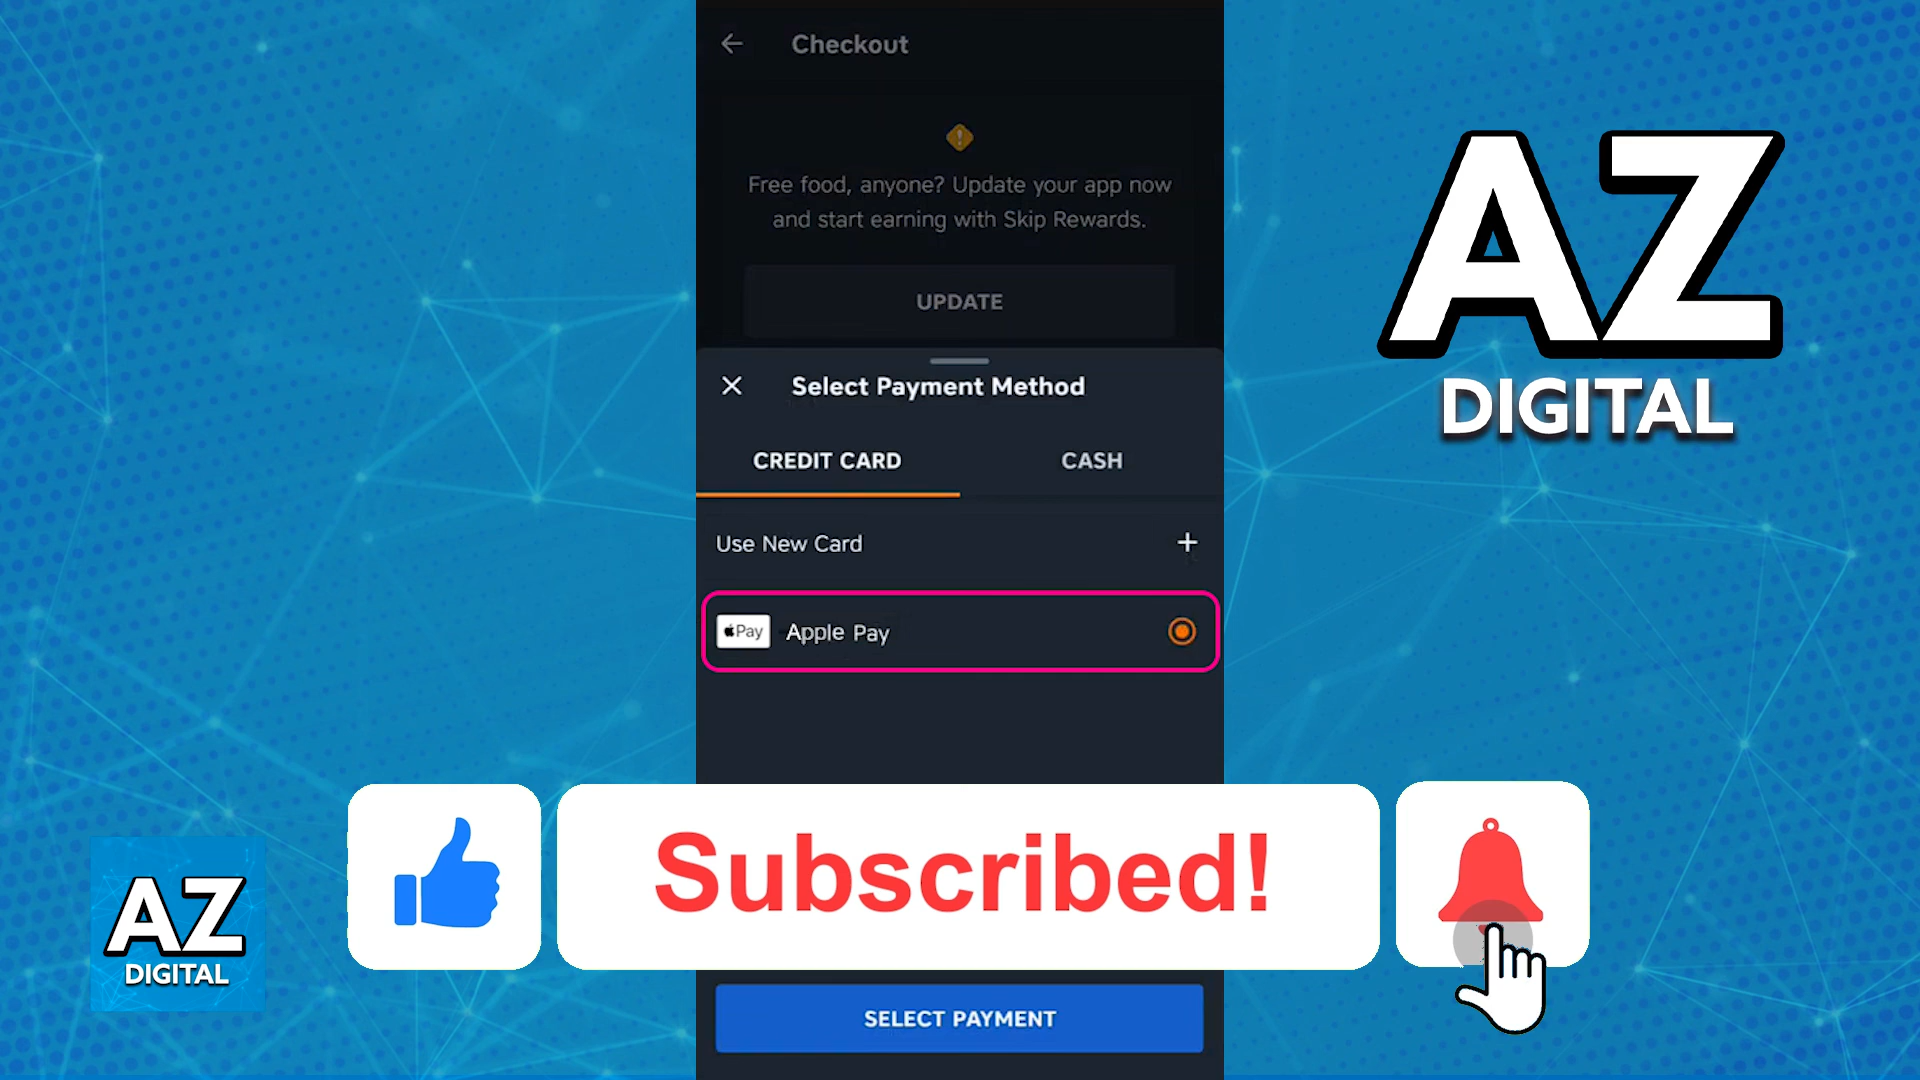 Checkout
Free food, anyone? Update your app now
and start earning with Skip Rewards.
UPDATE
Select Payment Method
CREDIT CARD
CASH
Use New Card
Pay
Apple Pay
SELECT PAYMENT
AZ
DIGITAL
Subscribed!
AZ
DIGITAL